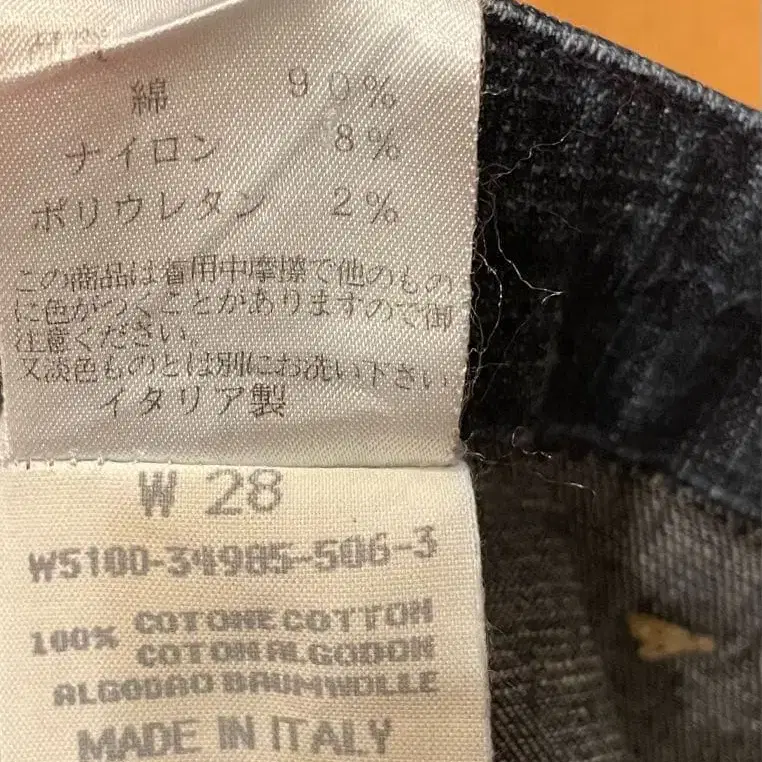 綿 90%
ナイロン 8%
ポリウレタン 2%
この商品は着用中摩擦で他のもの
に色がつくことがありますので御
注意ください.
又淡色ものとは別にお洗い下さい
イタリア製
W 28
W5100-34985-506-3
100% COTONE COTTON
COTON ALGODON
ALGODAO BAUMWOLLE
MADE IN ITALY